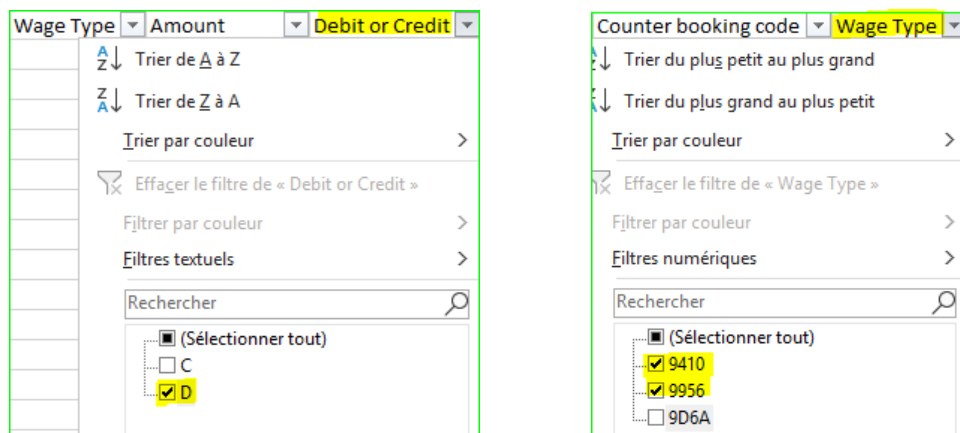 Wage Type Amount Debit or Credit
Trier de A à Z
Trier de Z à A
Trier par couleur
Effacer le filtre de « Debit or Credit »
Filtrer par couleur
Filtres textuels
Rechercher
(Sélectionner tout)
C
D
Counter booking code Wage Type
Trier du plus petit au plus grand
Trier du plus grand au plus petit
Trier par couleur
Effacer le filtre de « Wage Type »
Filtrer par couleur
Filtres numériques
Rechercher
(Sélectionner tout)
9410
9956
9D6A